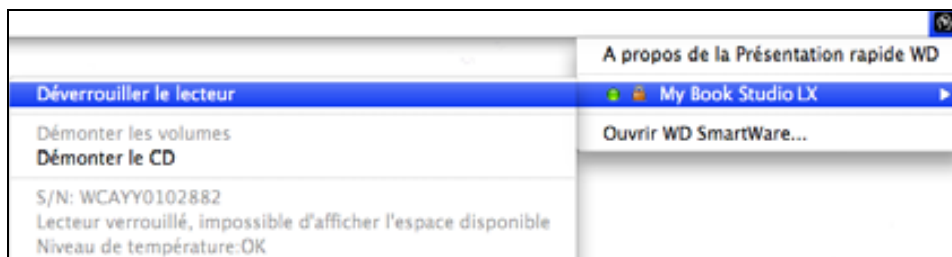 A propos de la Présentation rapide WD
My Book Studio LX
Ouvrir WD SmartWare...
Déverrouiller le lecteur
Démonter les volumes
Démonter le CD
S/N: WCAYY0102882
Lecteur verrouillé, impossible d'afficher l'espace disponible
Niveau de température:OK